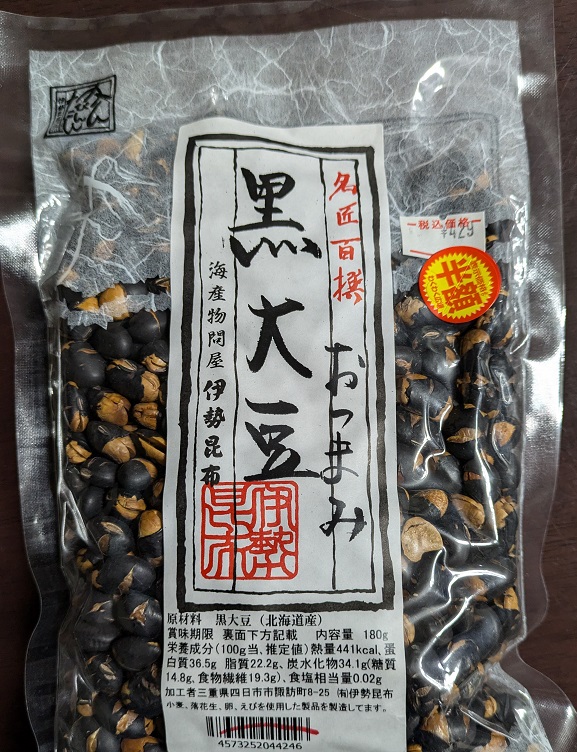 名匠百撰
おつまみ
黒大豆
海産物問屋 伊勢昆布
伊勢昆布
税込価格
¥429
半額
原材料 黒大豆（北海道産）
賞味期限 裏面下方記載 内容量 180g
栄養成分(100g当、推定値)熱量441kcal、蛋
白質36.5g 脂質22.2g、炭水化物34.1g(糖質
14.8g、食物繊維19.3g)、食塩相当量0.02g
加工者三重県四日市市諏訪町8-25 (有)伊勢昆布
小麦、落花生、卵、えびを使用した製品を製造してます。
4573252044246